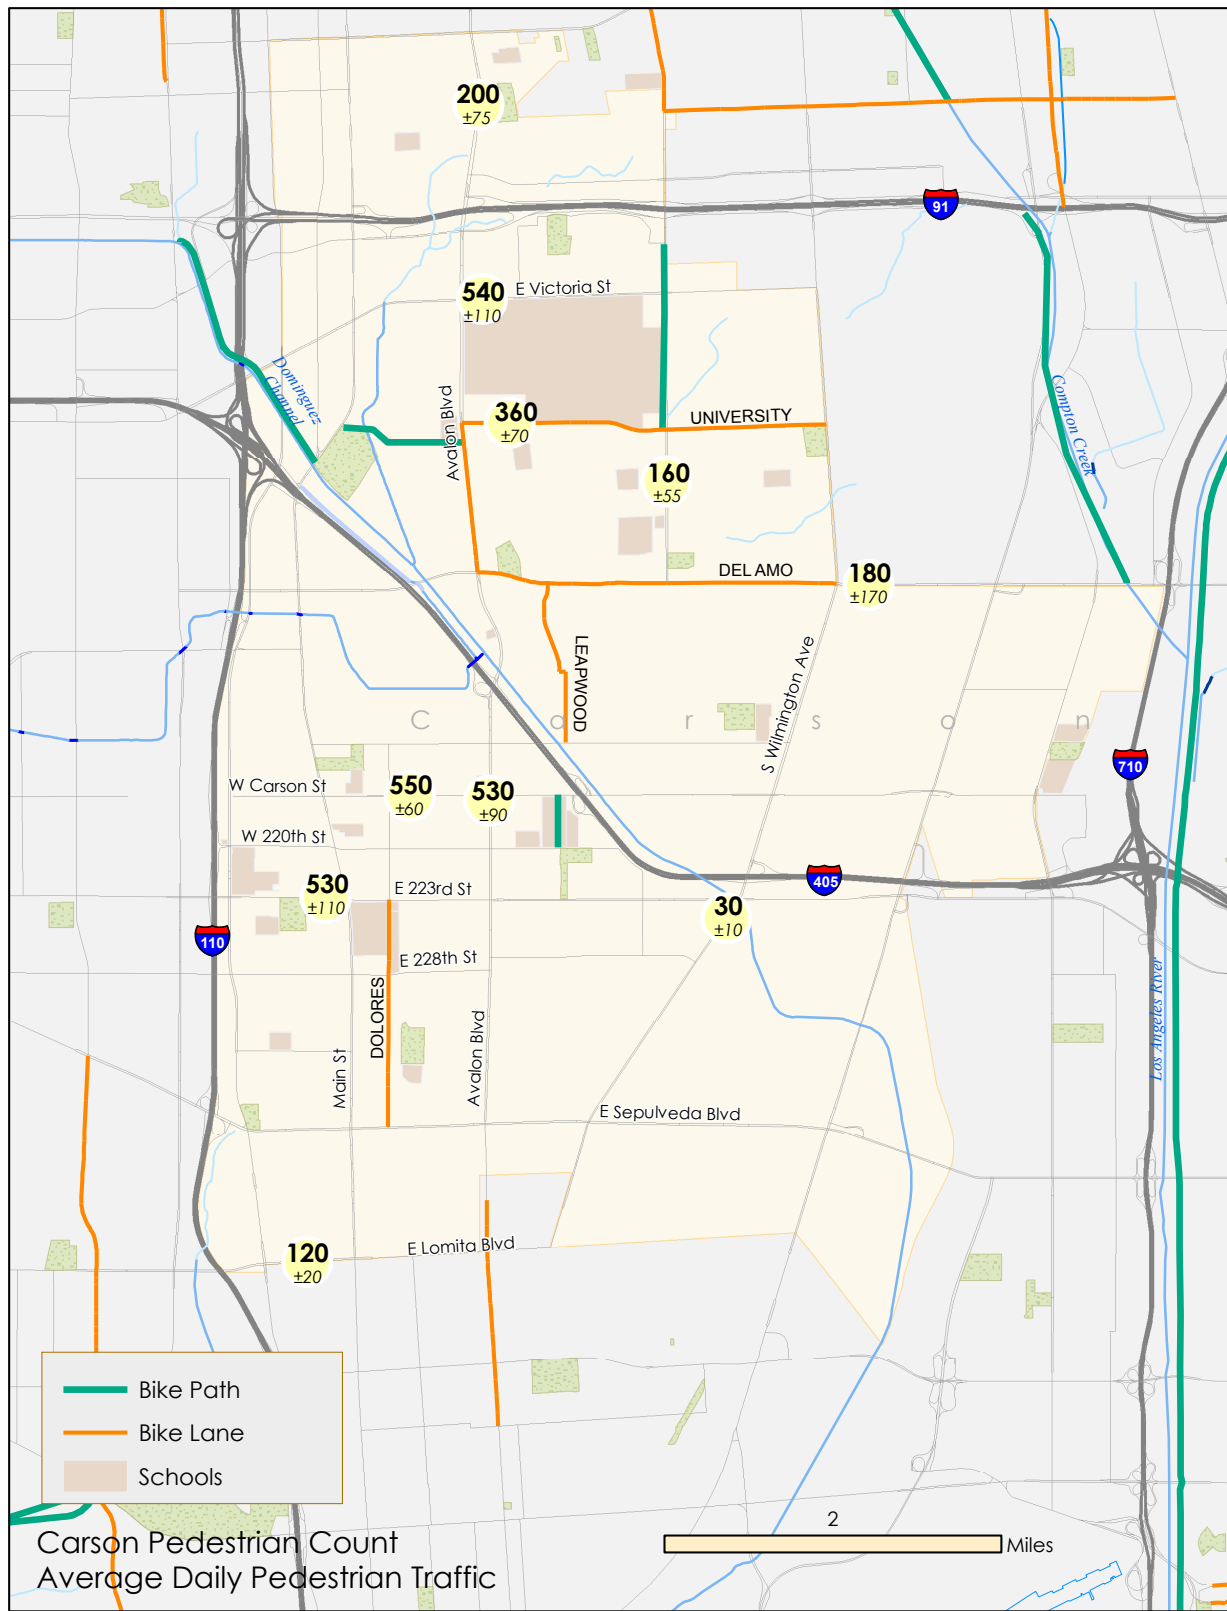 200
±75
91
540
±110
E Victoria St
Dominguez
Channel
Avalon Blvd
360
±70
UNIVERSITY
Compton Creek
160
±55
DEL AMO
180
±170
LEAPWOOD
S Wilmington Ave
C a r s o n
710
W Carson St
550
±60
530
±90
W 220th St
405
530
±110
E 223rd St
30
±10
110
E 228th St
DOLORES
Los Angeles River
Main St
Avalon Blvd
E Sepulveda Blvd
120
±20
E Lomita Blvd
Bike Path
Bike Lane
Schools
2
Miles
Carson Pedestrian Count
Average Daily Pedestrian Traffic